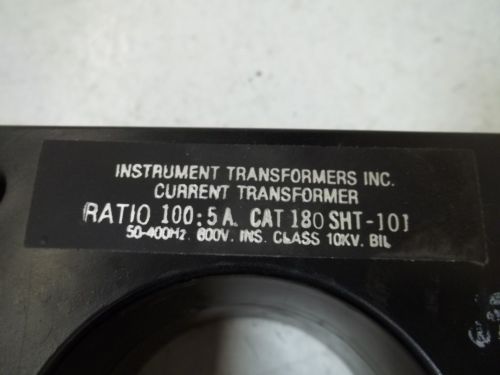 INSTRUMENT TRANSFORMERS INC.
CURRENT TRANSFORMER
RATIO 100:5A. CAT 180 SHT-101
50-400Hz. 600V. INS. CLASS 10KV. BIL